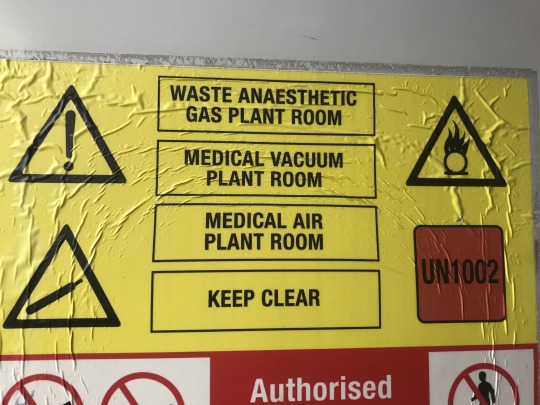 WASTE ANAESTHETIC
GAS PLANT ROOM
MEDICAL VACUUM
PLANT ROOM
MEDICAL AIR
PLANT ROOM
KEEP CLEAR
UN1002
Authorised